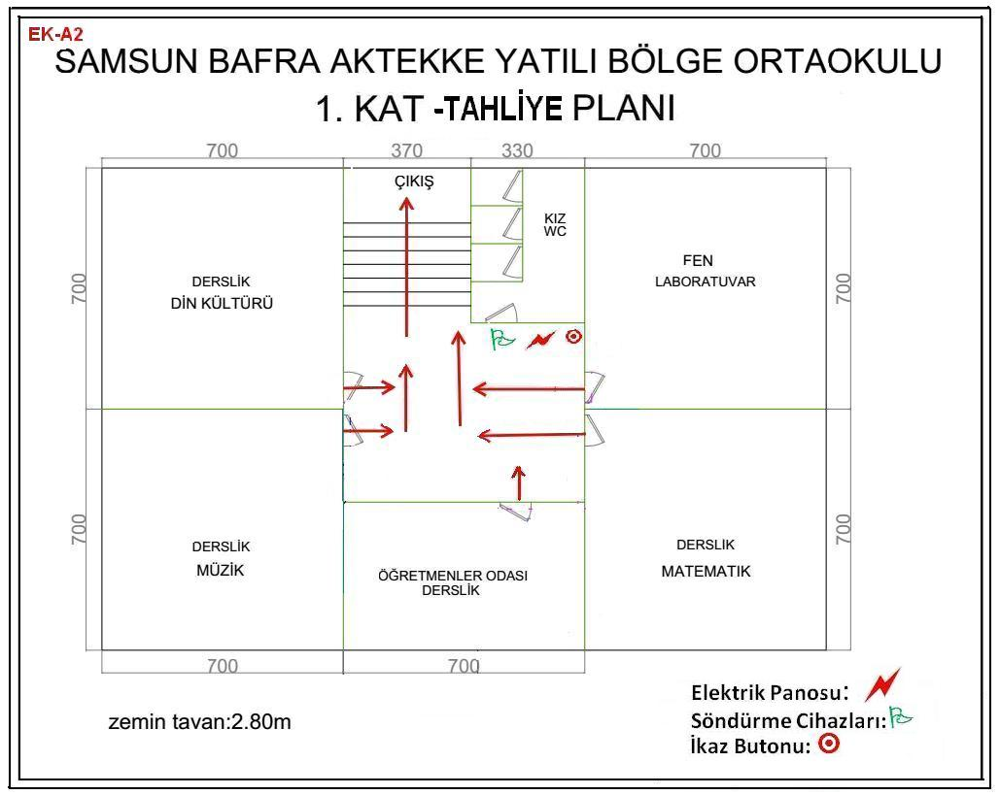 EK-A2
SAMSUN BAFRA AKTEKKE YATILI BÖLGE ORTAOKULU
1. KAT -TAHLİYE PLANI
700 370 330 700
ÇIKIŞ
KIZ
WC
700
DERSLİK
DİN KÜLTÜRÜ
FEN
LABORATUVAR
700
700
DERSLİK
MÜZİK
ÖĞRETMENLER ODASI
DERSLİK
DERSLİK
MATEMATIK
700
700 700
zemin tavan:2.80m
Elektrik Panosu:
Söndürme Cihazları:
İkaz Butonu: